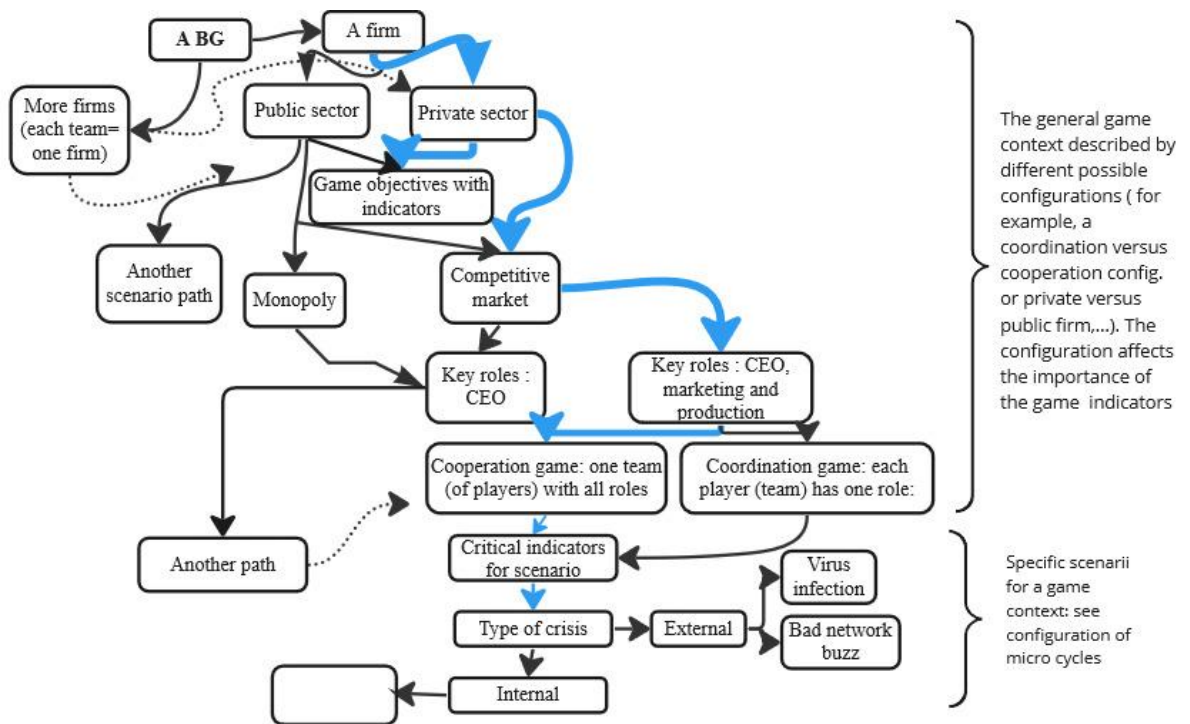 A BG
A firm
More firms
(each team=
one firm)
Public sector
Private sector
Game objectives with
indicators
Another
scenario path
Monopoly
Competitive
market
Key roles :
CEO
Key roles : CEO,
marketing and
production
Cooperation game: one team
(of players) with all roles
Coordination game: each
player (team) has one role:
Another path
Critical indicators
for scenario
Type of crisis
External
Virus
infection
Bad network
buzz
Internal
The general game
context described by
different possible
configurations ( for
example, a
coordination versus
cooperation config.
or private versus
public firm,...). The
configuration affects
the importance of
the game indicators
Specific scenarii
for a game
context: see
configuration of
micro cycles